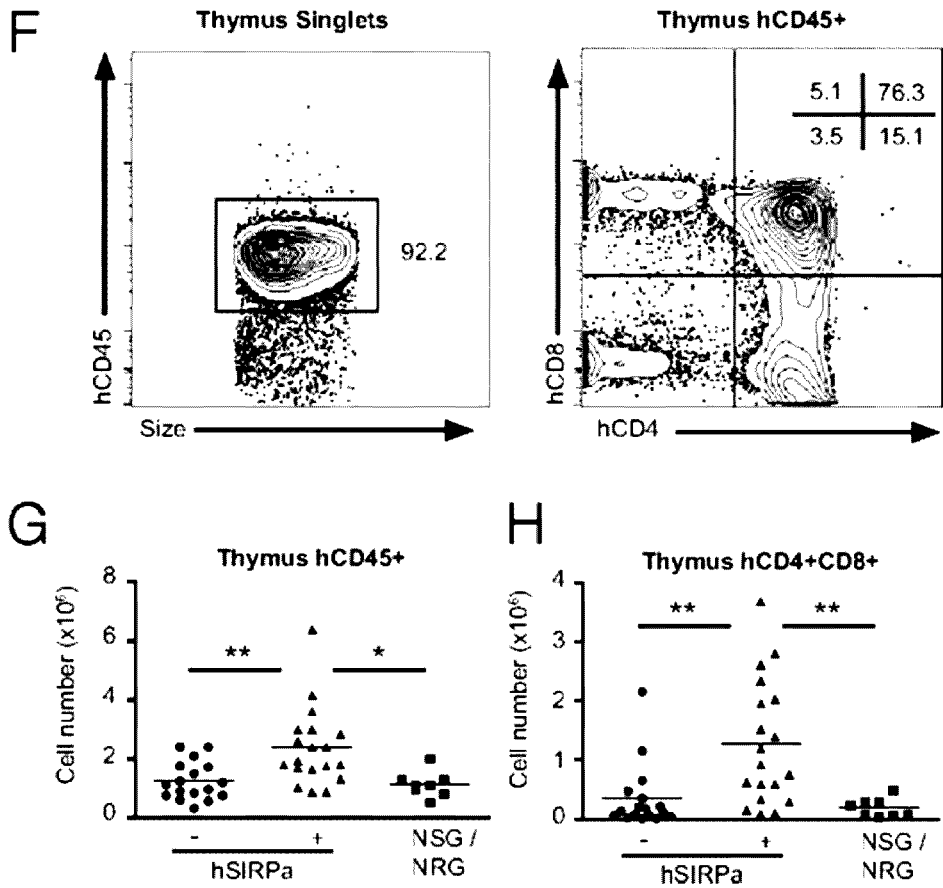 F
Thymus Singlets
Thymus hCD45+
hCD45
92.2
Size
hCD8
5.1 76.3
3.5 15.1
hCD4
G
Thymus hCD45+
Cell number (x10⁶)
8
6
4
2
0
**
*
- + NSG /
NRG
hSIRPa
H
Thymus hCD4+CD8+
Cell number (x10⁶)
4
3
2
1
0
**
**
- + NSG /
NRG
hSIRPa